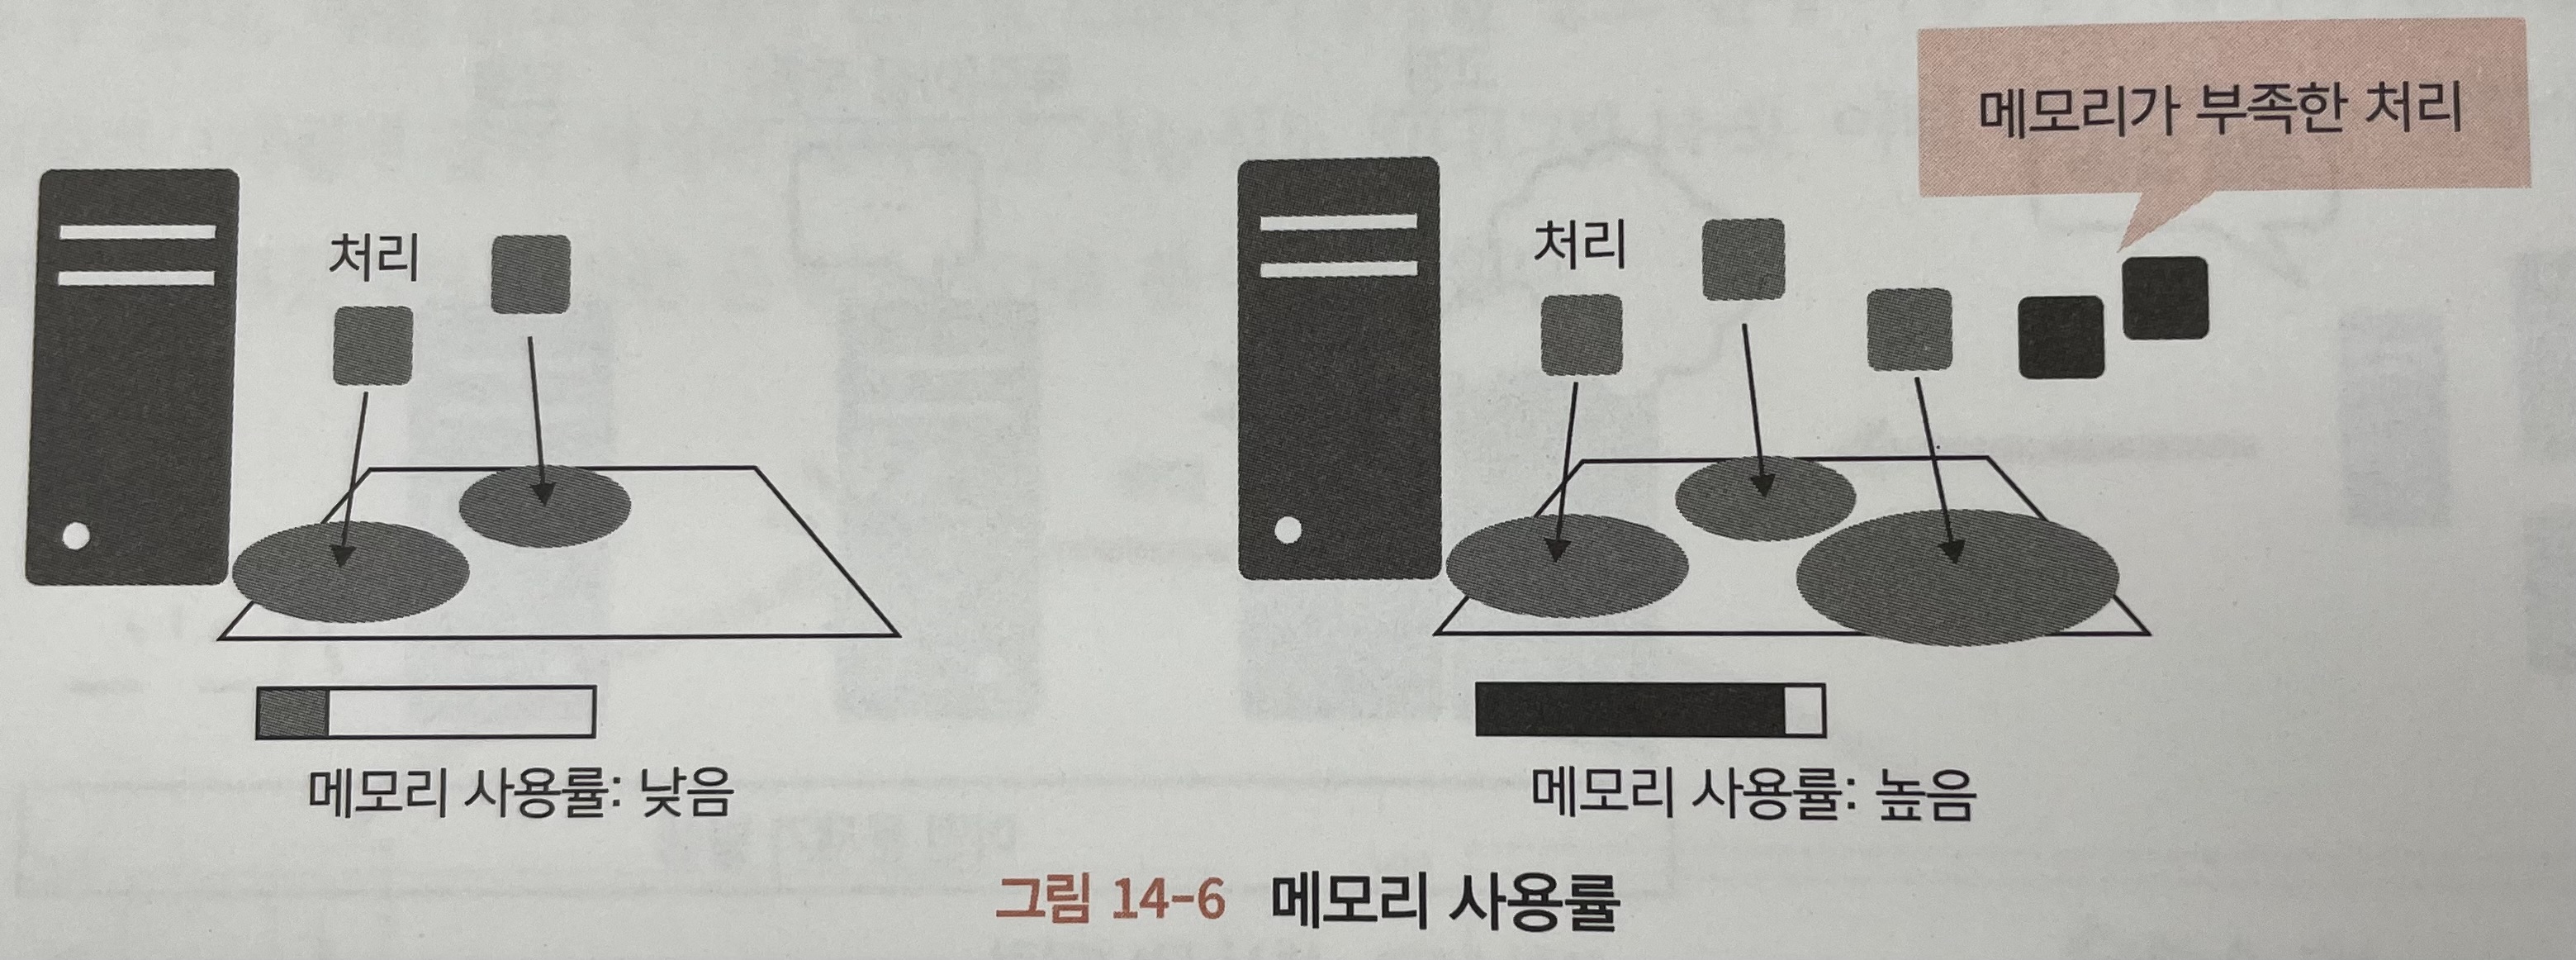 메모리가 부족한 처리
처리
처리
메모리 사용률: 낮음
메모리 사용률: 높음
그림 14-6 메모리 사용률